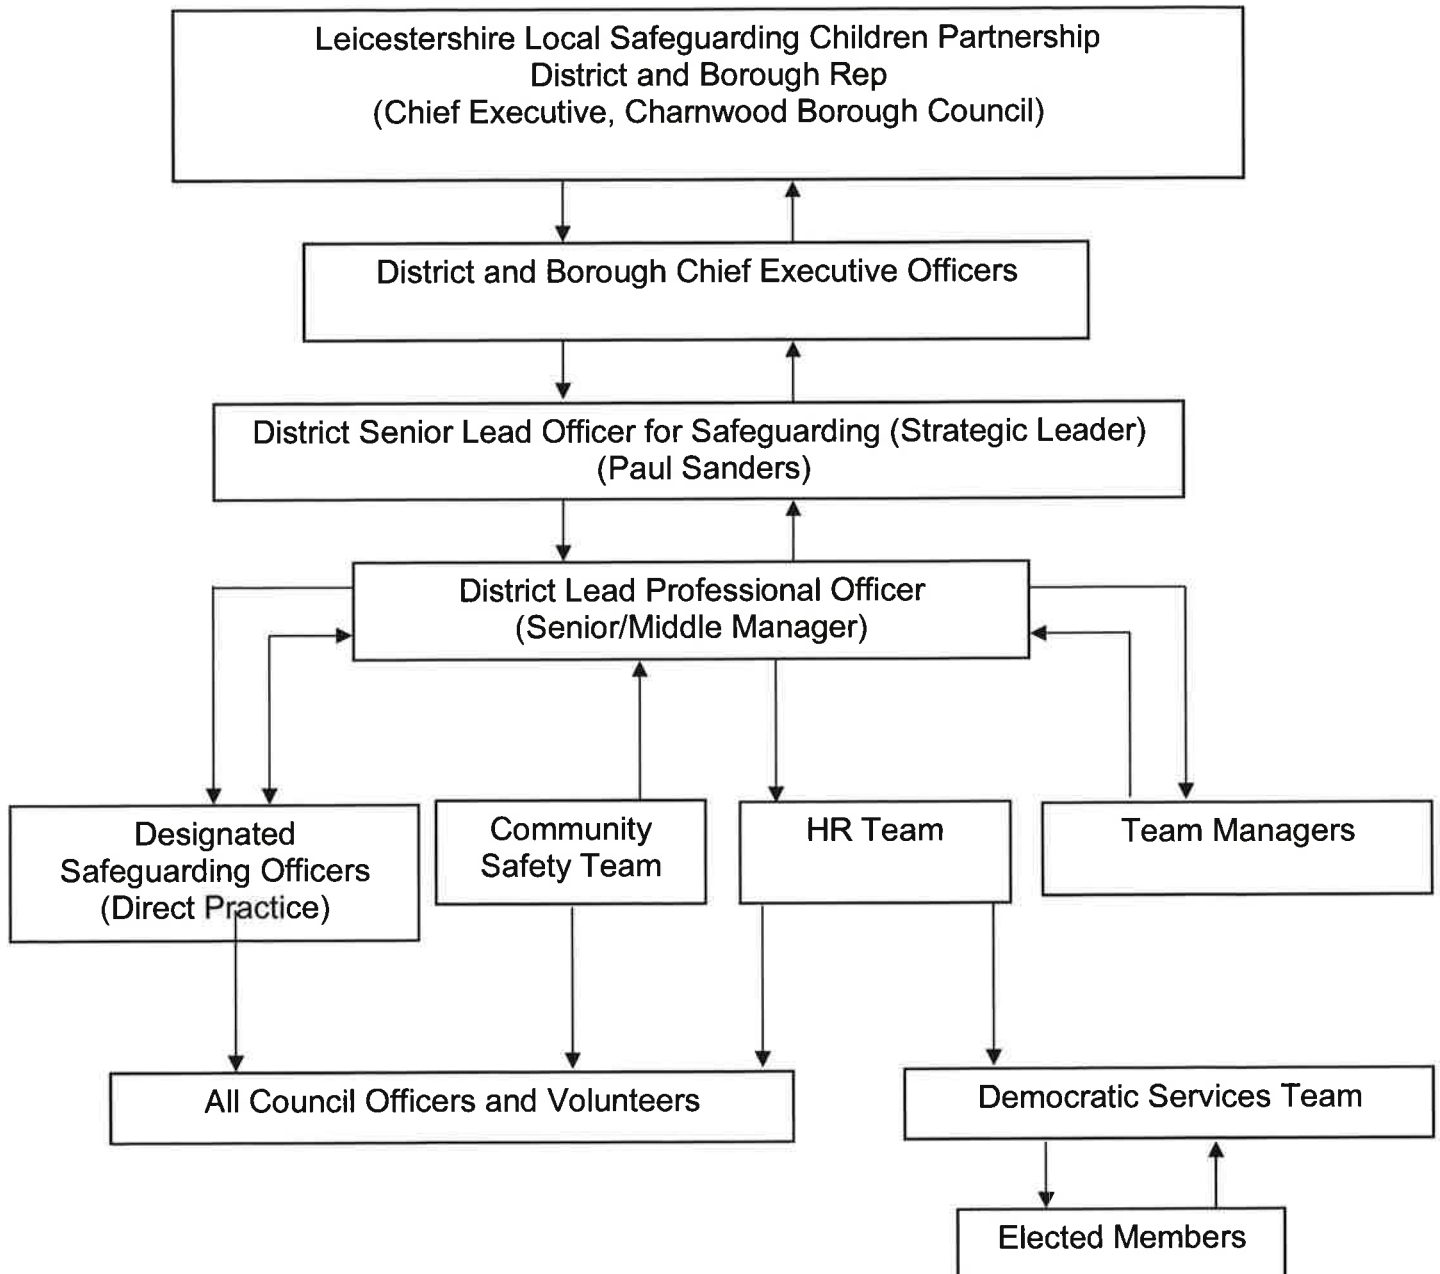 Leicestershire Local Safeguarding Children Partnership
District and Borough Rep
(Chief Executive, Charnwood Borough Council)
District and Borough Chief Executive Officers
District Senior Lead Officer for Safeguarding (Strategic Leader)
(Paul Sanders)
District Lead Professional Officer
(Senior/Middle Manager)
Designated
Safeguarding Officers
(Direct Practice)
Community
Safety Team
HR Team
Team Managers
All Council Officers and Volunteers
Democratic Services Team
Elected Members